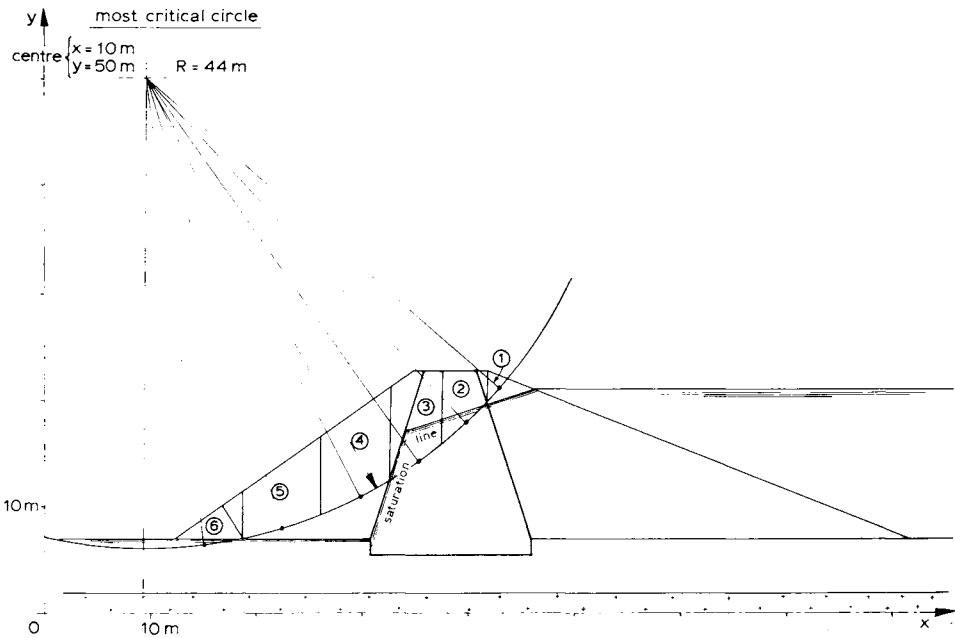 y
most critical circle
centre { x = 10 m
y = 50 m
R = 44 m
1
2
3
line
4
saturation
5
10 m
6
0
10 m
x